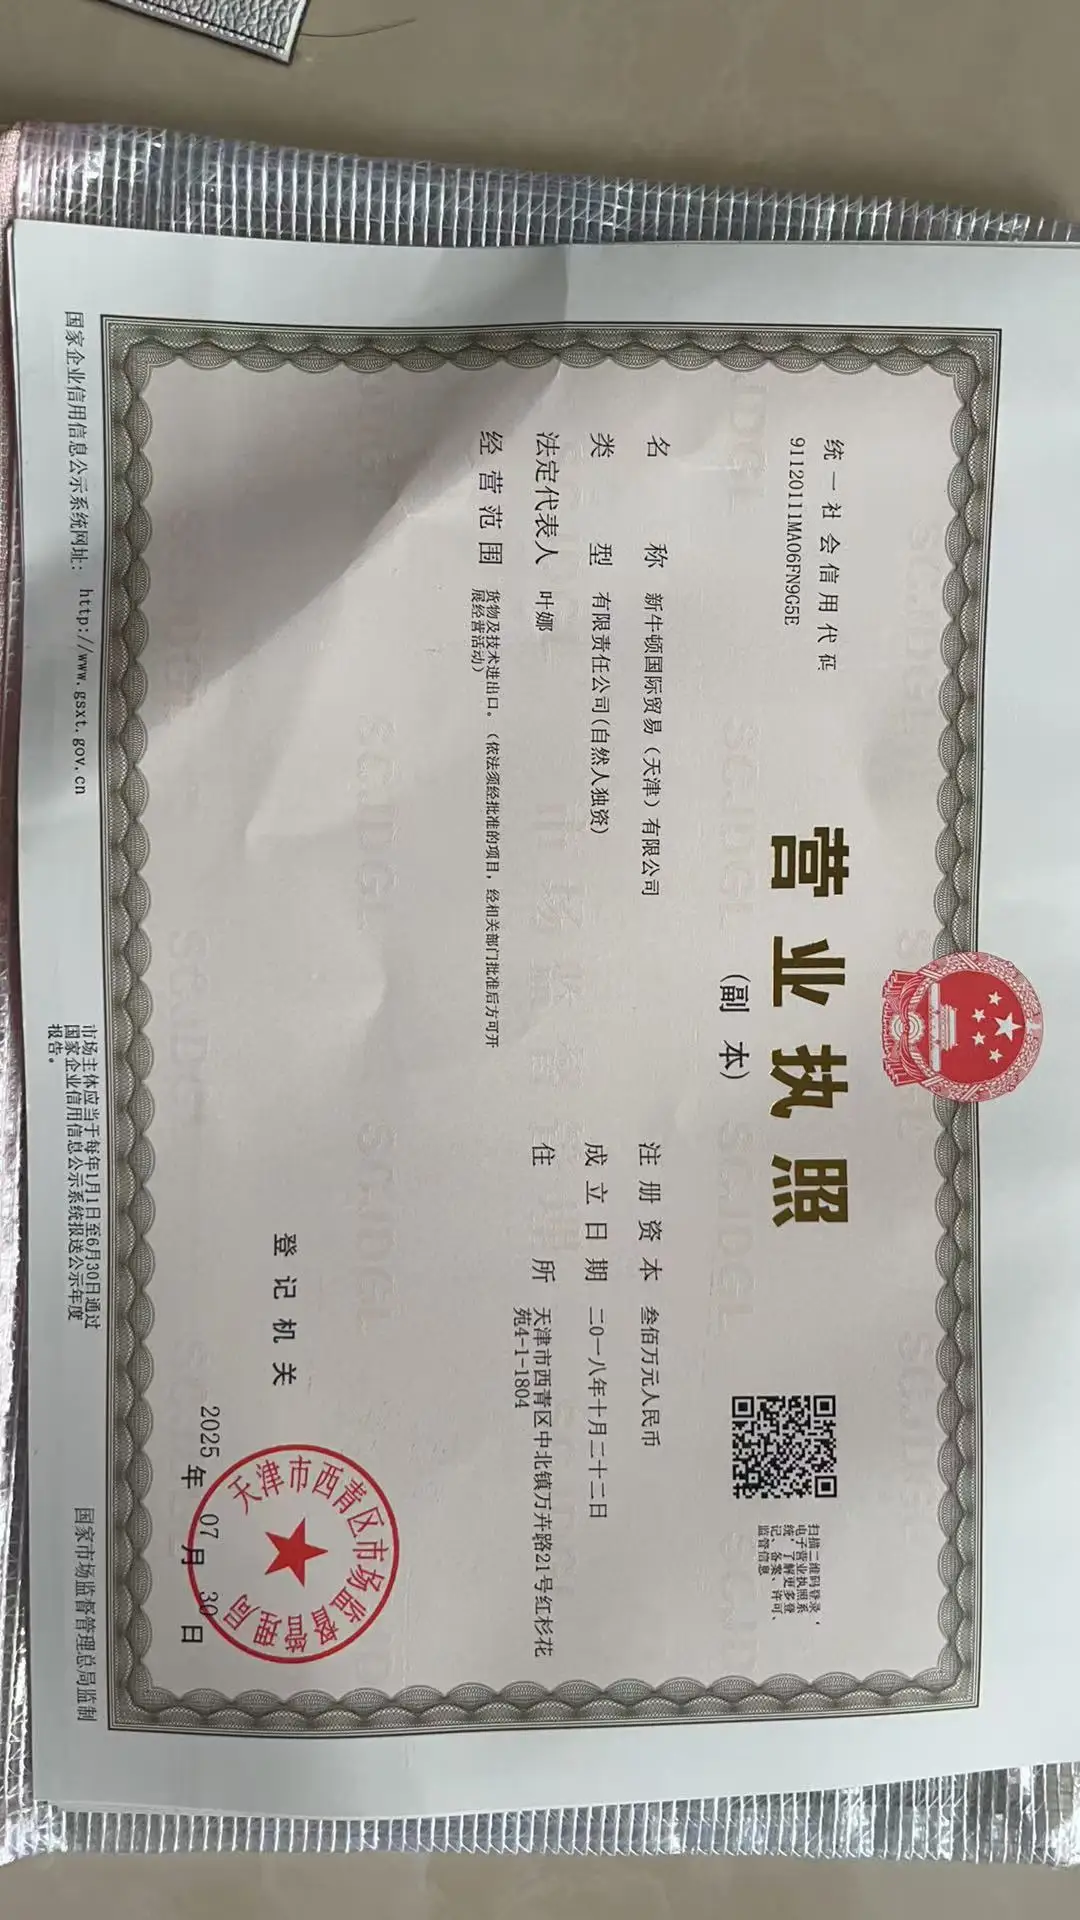 营业执照
(副 本)
统一社会信用代码
91120111MA06FN9G5E
扫描二维码登录'
电子营业执照系
统、了解更多登
记、备案、许可、
监管信息
名 称 新牛顿国际贸易（天津）有限公司
类 型 有限责任公司(自然人独资)
法定代表人 叶娜
经营范围 货物及技术进出口。（依法须经批准的项目，经相关部门批准后方可开
展经营活动）
注册资本 叁佰万元人民币
成立日期 二〇一八年十月二十二日
住 所 天津市西青区中北镇万卉路21号红杉花
苑4-1-1804
登记机关
天津市西青区市场监督管理局
2025 年 07 月 30 日
国家企业信用信息公示系统网址： http://www.gsxt.gov.cn
市场主体应当于每年1月1日至6月30日通过
国家企业信用信息公示系统报送公示年度
报告。
国家市场监督管理总局监制